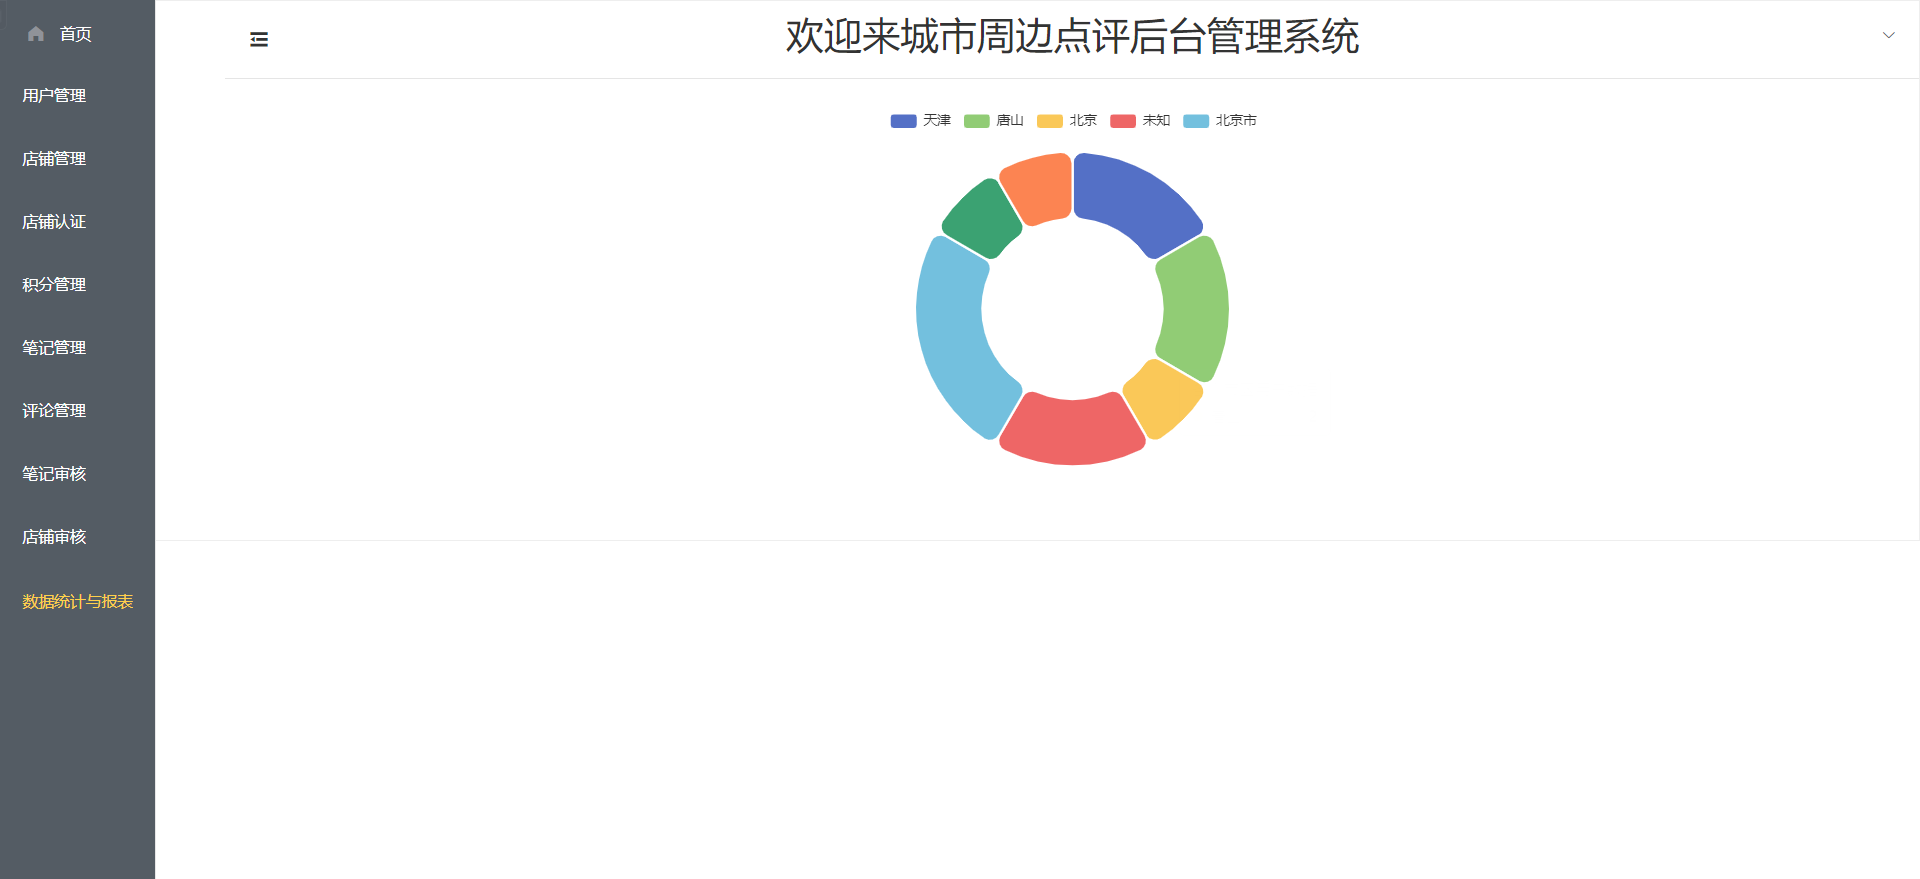 首页
用户管理
店铺管理
店铺认证
积分管理
笔记管理
评论管理
笔记审核
店铺审核
数据统计与报表
欢迎来城市周边点评后台管理系统
天津 唐山 北京 未知 北京市